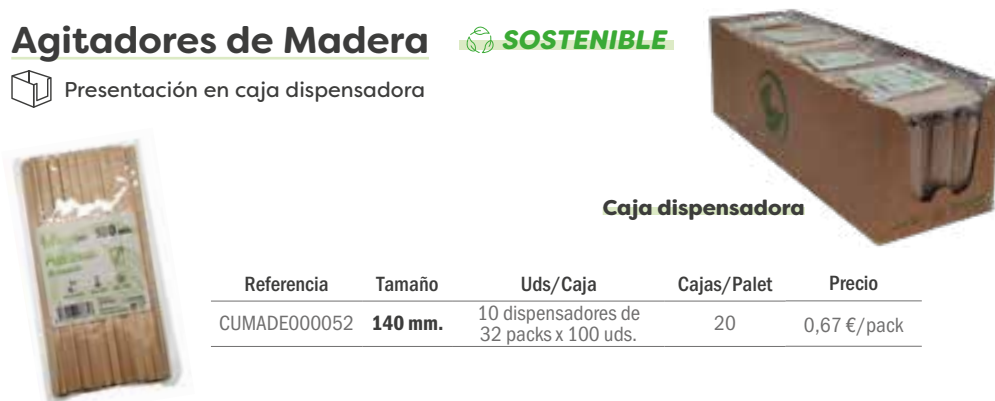 Agitadores de Madera
SOSTENIBLE
Presentación en caja dispensadora
Caja dispensadora
Referencia Tamaño Uds/Caja Cajas/Palet Precio
CUMADE000052 140 mm. 10 dispensadores de 20 0,67 €/pack
32 packs x 100 uds.